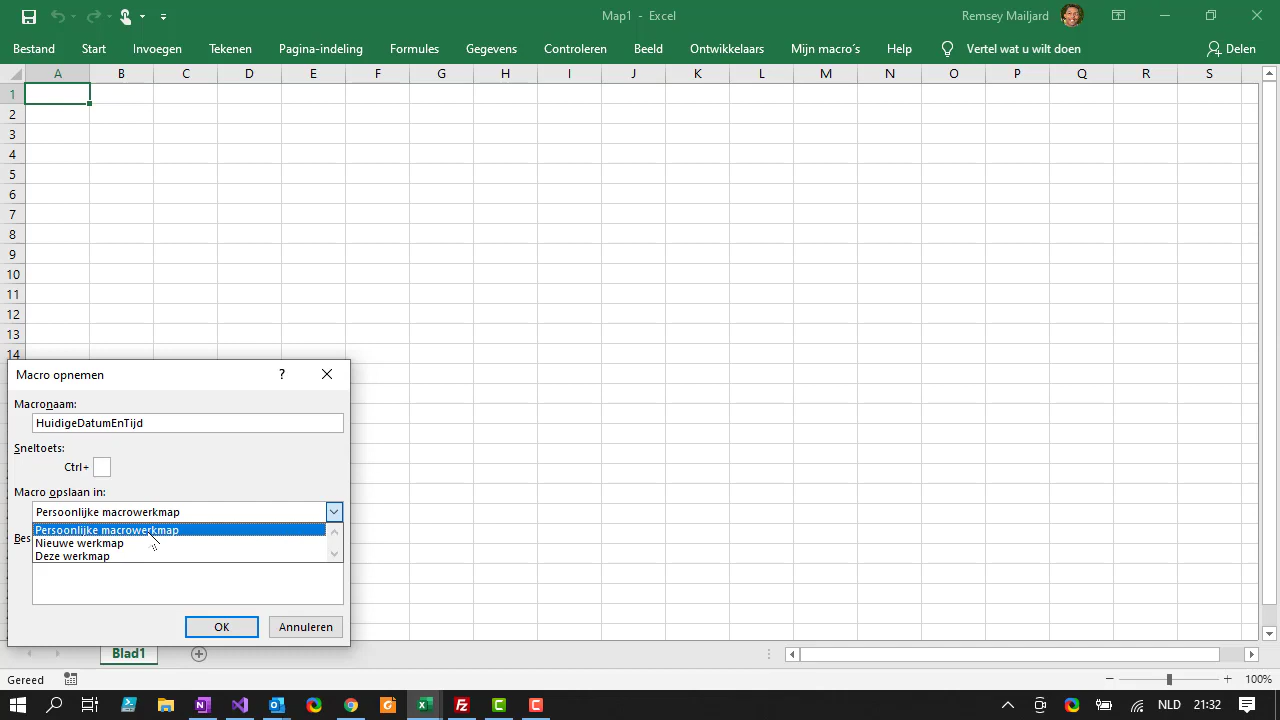 Map1 - Excel
Remsey Mailjard
Bestand Start Invoegen Tekenen Pagina-indeling Formules Gegevens Controleren Beeld Ontwikkelaars Mijn macro´s Help Vertel wat u wilt doen Delen
A B C D E F G H I J K L M N O P Q R S
1
2
3
4
5
6
7
8
9
10
11
12
13
14
Macro opnemen ?
Macronaam:
HuidigeDatumEnTijd
Sneltoets:
Ctrl+
Macro opslaan in:
Persoonlijke macrowerkmap
Persoonlijke macrowerkmap
Bes
Nieuwe werkmap
Deze werkmap
OK Annuleren
Blad1
Gereed 100%
NLD 21:32